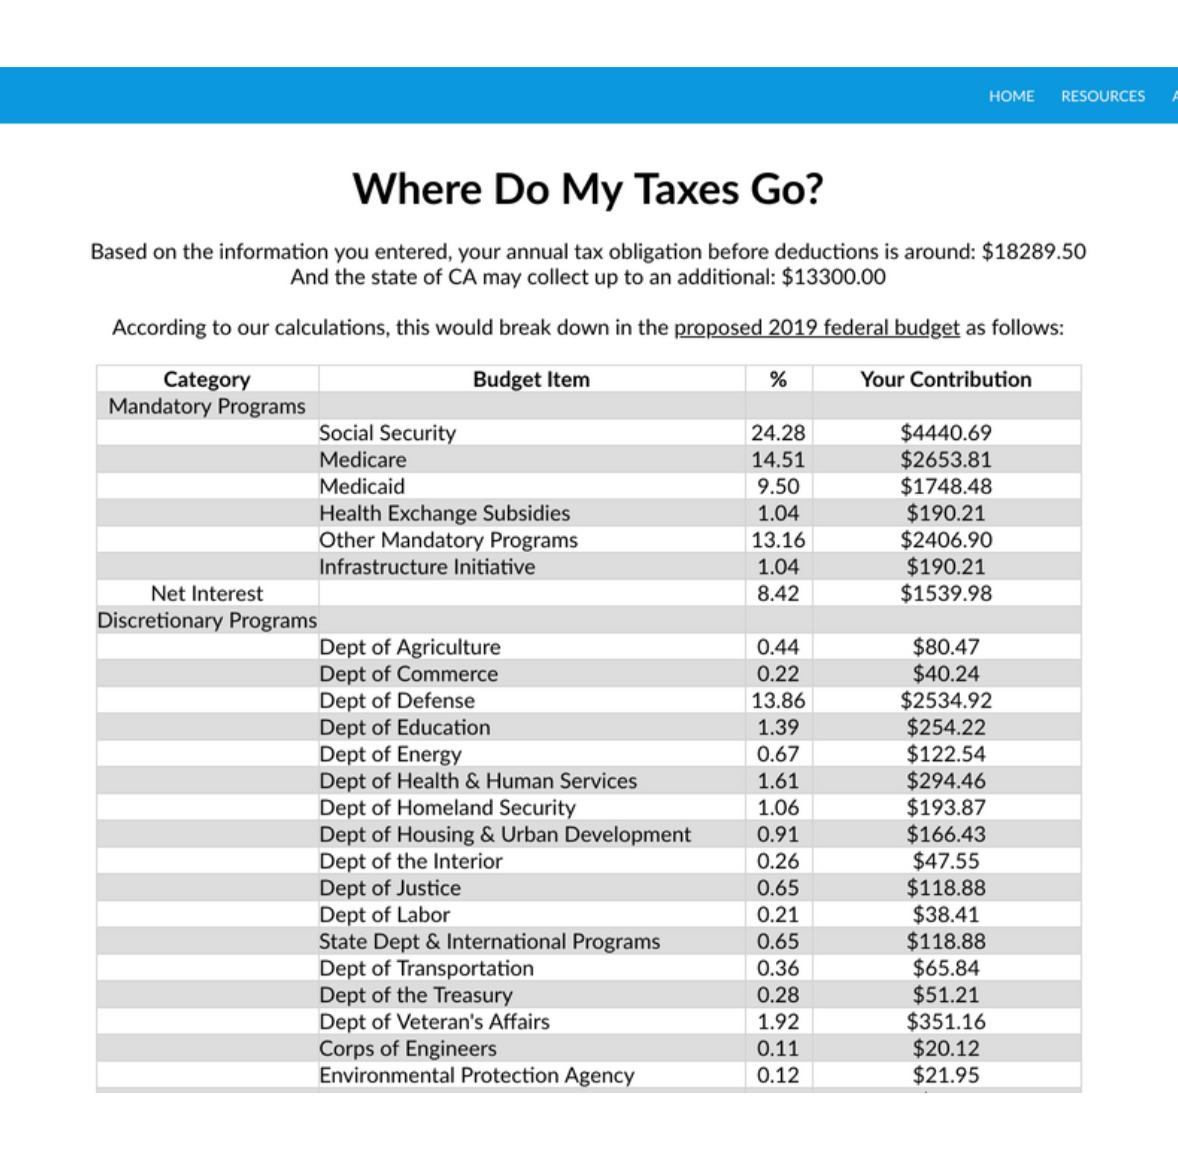 HOME RESOURCES A
Where Do My Taxes Go?
Based on the information you entered, your annual tax obligation before deductions is around: $18289.50
And the state of CA may collect up to an additional: $13300.00
According to our calculations, this would break down in the proposed 2019 federal budget as follows:
Category Budget Item % Your Contribution
Mandatory Programs
Social Security 24.28 $4440.69
Medicare 14.51 $2653.81
Medicaid 9.50 $1748.48
Health Exchange Subsidies 1.04 $190.21
Other Mandatory Programs 13.16 $2406.90
Infrastructure Initiative 1.04 $190.21
Net Interest 8.42 $1539.98
Discretionary Programs
Dept of Agriculture 0.44 $80.47
Dept of Commerce 0.22 $40.24
Dept of Defense 13.86 $2534.92
Dept of Education 1.39 $254.22
Dept of Energy 0.67 $122.54
Dept of Health & Human Services 1.61 $294.46
Dept of Homeland Security 1.06 $193.87
Dept of Housing & Urban Development 0.91 $166.43
Dept of the Interior 0.26 $47.55
Dept of Justice 0.65 $118.88
Dept of Labor 0.21 $38.41
State Dept & International Programs 0.65 $118.88
Dept of Transportation 0.36 $65.84
Dept of the Treasury 0.28 $51.21
Dept of Veteran's Affairs 1.92 $351.16
Corps of Engineers 0.11 $20.12
Environmental Protection Agency 0.12 $21.95